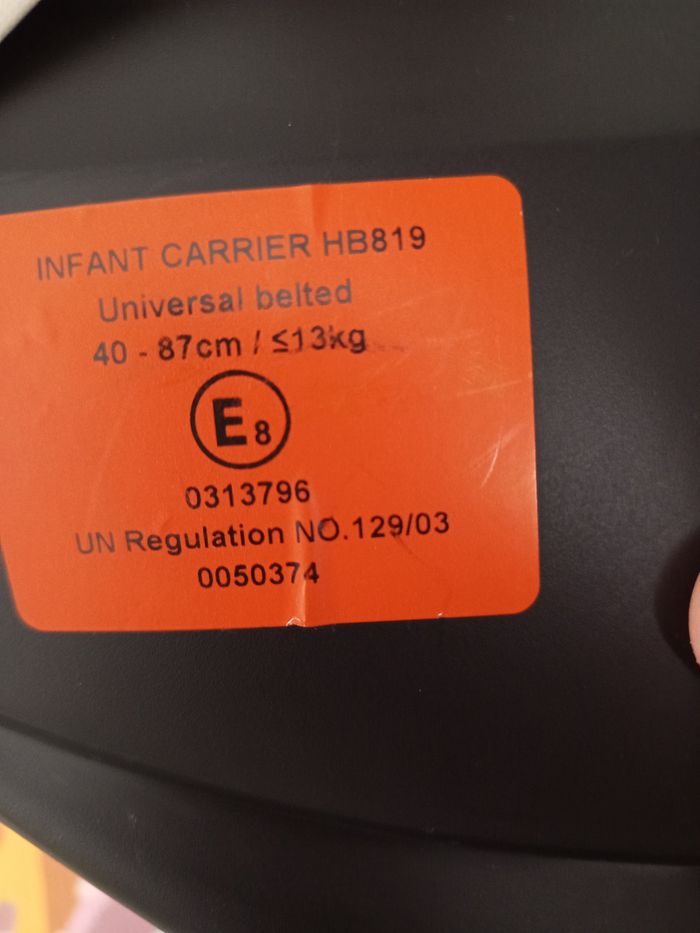 INFANT CARRIER HB819
Universal belted
40 - 87cm / ≤13kg
E8
0313796
UN Regulation NO.129/03
0050374